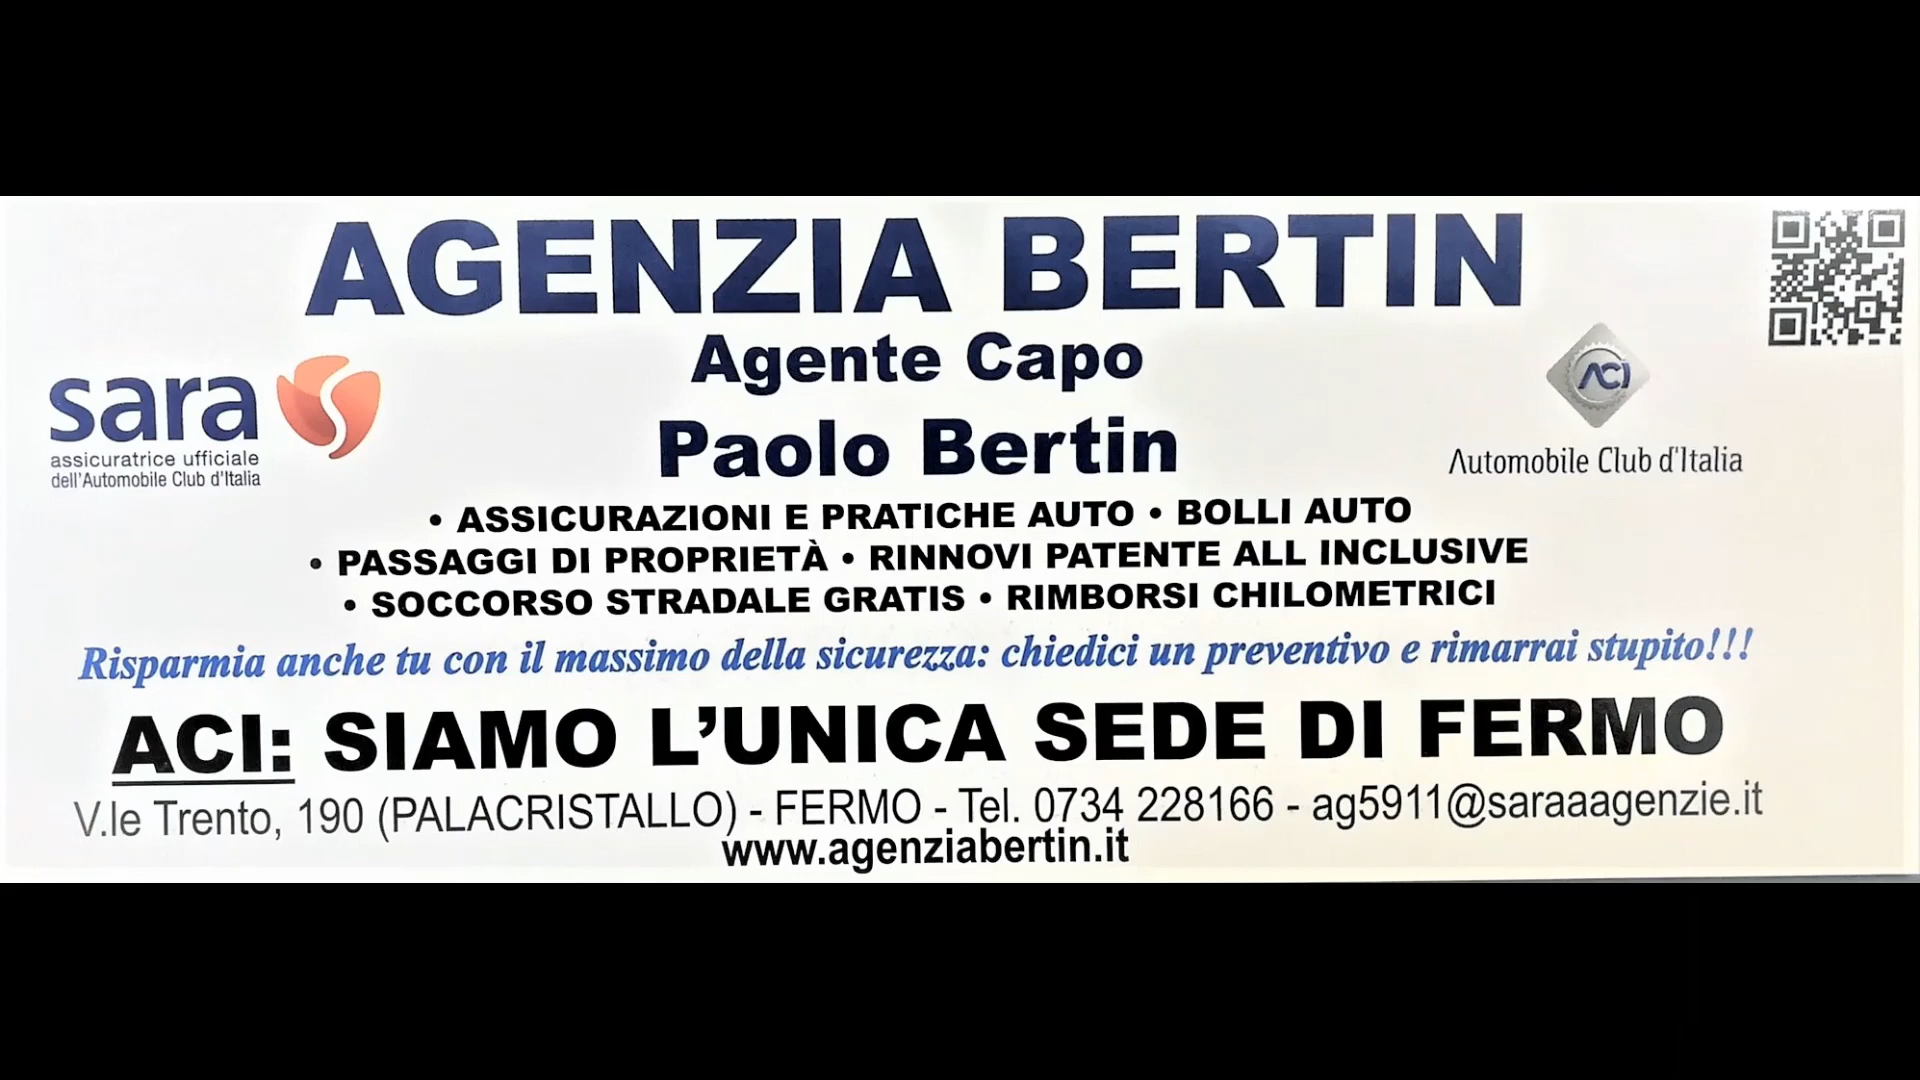 AGENZIA BERTIN
Agente Capo
Paolo Bertin
sara
assicuratrice ufficiale
dell'Automobile Club d'Italia
ACI
Automobile Club d'Italia
• ASSICURAZIONI E PRATICHE AUTO • BOLLI AUTO
• PASSAGGI DI PROPRIETÀ • RINNOVI PATENTE ALL INCLUSIVE
• SOCCORSO STRADALE GRATIS • RIMBORSI CHILOMETRICI
Risparmia anche tu con il massimo della sicurezza: chiedici un preventivo e rimarrai stupito!!!
ACI: SIAMO L'UNICA SEDE DI FERMO
V.le Trento, 190 (PALACRISTALLO) - FERMO - Tel. 0734 228166 - ag5911@saraaagenzie.it
www.agenziabertin.it